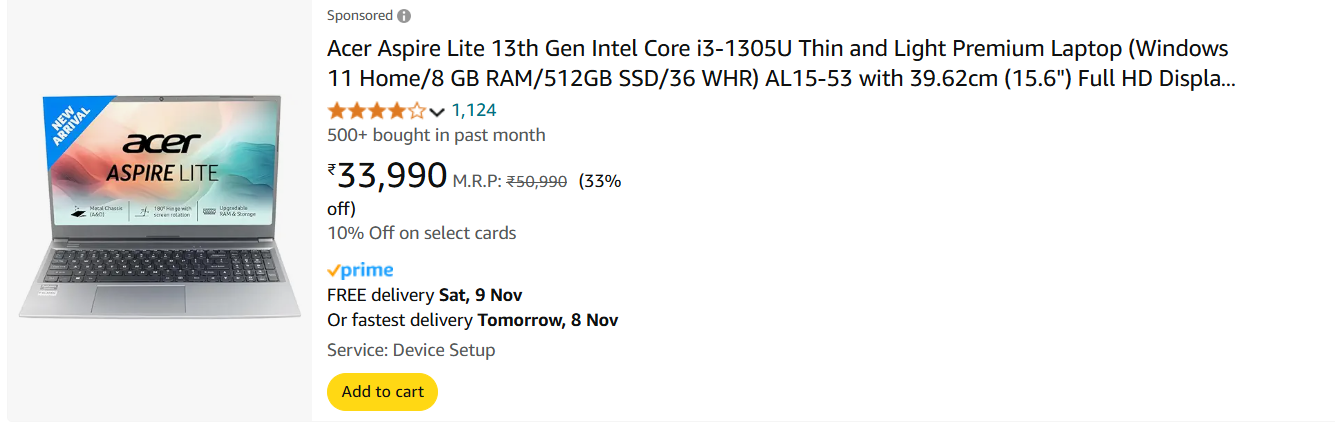 Sponsored
Acer Aspire Lite 13th Gen Intel Core i3-1305U Thin and Light Premium Laptop (Windows
11 Home/8 GB RAM/512GB SSD/36 WHR) AL15-53 with 39.62cm (15.6") Full HD Displa...
1,124
500+ bought in past month
₹33,990 M.R.P: ₹50,990 (33%
off)
10% Off on select cards
prime
FREE delivery Sat, 9 Nov
Or fastest delivery Tomorrow, 8 Nov
Service: Device Setup
Add to cart
NEW
ARRIVAL
acer
ASPIRE LITE
Metal Chassis
(A&D)
180° Hinge with
screen rotation
Upgradable
RAM & Storage